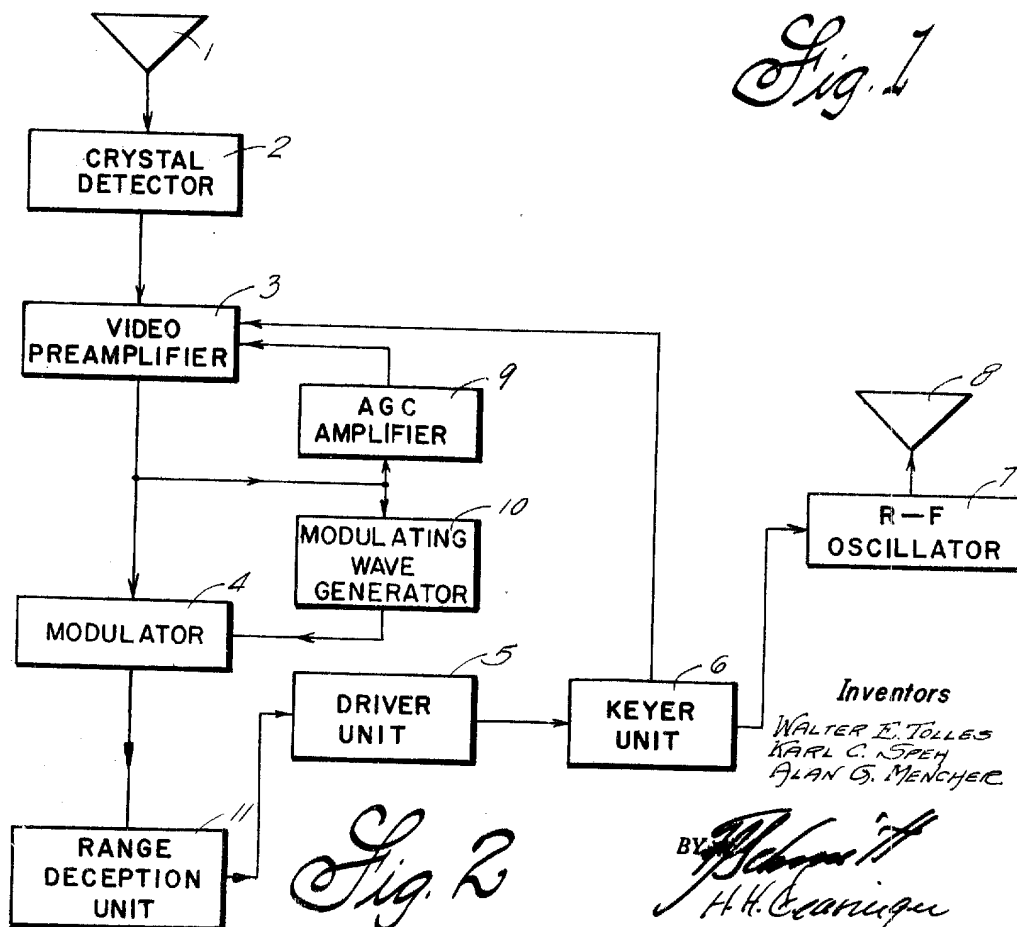 Fig. 1
1
CRYSTAL
DETECTOR
2
VIDEO
PREAMPLIFIER
3
AGC
AMPLIFIER
9
8
MODULATING
WAVE
GENERATOR
10
R-F
OSCILLATOR
7
MODULATOR
4
DRIVER
UNIT
5
KEYER
UNIT
6
Inventors
WALTER E. TOLLES
KARL C. SPEH
ALAN G. MENCHER
RANGE
DECEPTION
UNIT
11
Fig. 2
BY
H.H.